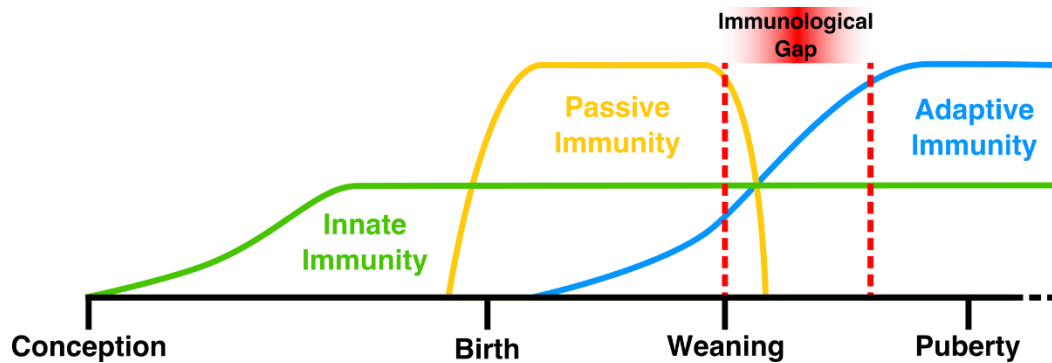 Immunological
Gap
Passive
Immunity
Adaptive
Immunity
Innate
Immunity
Conception
Birth
Weaning
Puberty